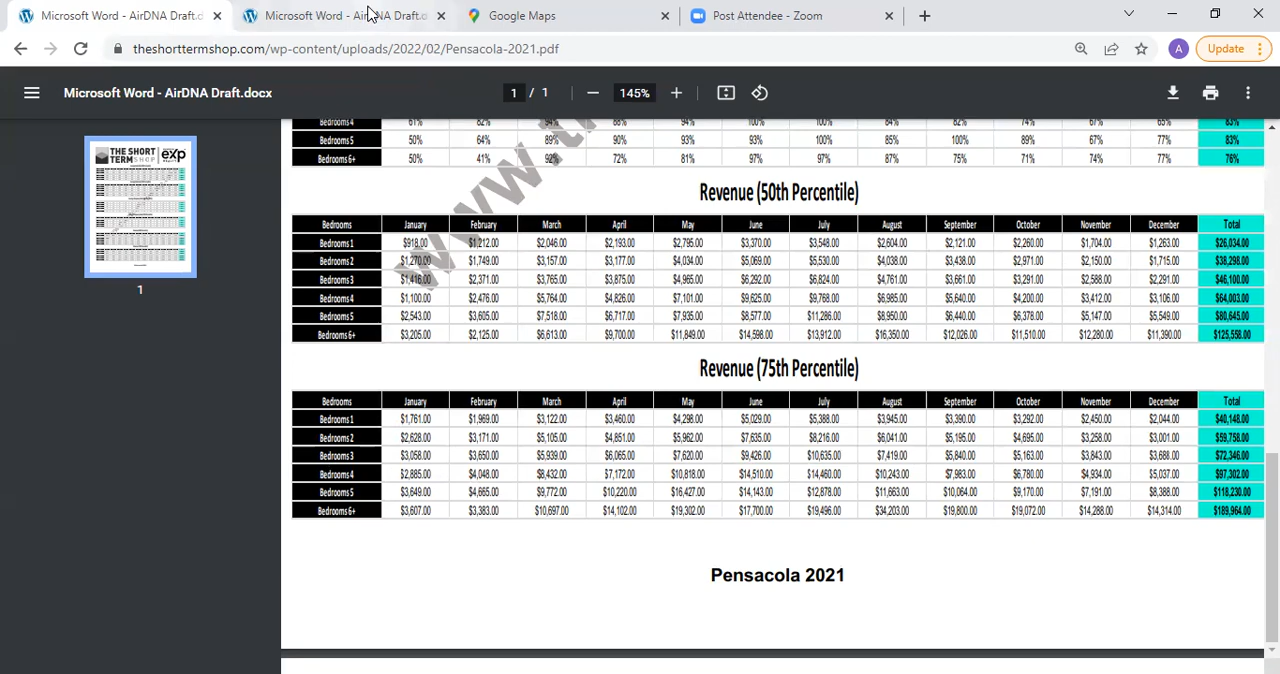 Microsoft Word - AirDNA Draft.d
Microsoft Word - AirDNA Draft.d
Google Maps
Post Attendee - Zoom
theshorttermshop.com/wp-content/uploads/2022/02/Pensacola-2021.pdf
A
Update
Microsoft Word - AirDNA Draft.docx
1 / 1
145%
THE SHORT TERM SHOP exp
1
Bedrooms 4 61% 82% 94% 88% 94% 100% 100% 84% 82% 74% 67% 65% 83%
Bedrooms 5 50% 64% 89% 90% 93% 93% 100% 85% 100% 89% 72% 77% 83%
Bedrooms 6+ 50% 41% 92% 72% 81% 97% 97% 87% 75% 71% 74% 77% 76%
www.t
Revenue (50th Percentile)
Bedrooms January February March April May June July August September October November December Total
Bedrooms 1 $918.00 $1,212.00 $2,046.00 $2,193.00 $2,795.00 $3,370.00 $3,548.00 $2,604.00 $2,121.00 $2,260.00 $1,704.00 $1,263.00 $26,034.00
Bedrooms 2 $1,270.00 $1,749.00 $3,157.00 $3,177.00 $4,034.00 $5,069.00 $5,530.00 $4,038.00 $3,438.00 $2,971.00 $2,150.00 $1,715.00 $38,298.00
Bedrooms 3 $1,416.00 $2,371.00 $3,765.00 $3,875.00 $4,965.00 $6,292.00 $6,824.00 $4,761.00 $3,661.00 $3,291.00 $2,588.00 $2,291.00 $46,100.00
Bedrooms 4 $1,100.00 $2,476.00 $5,764.00 $4,826.00 $7,101.00 $9,625.00 $9,768.00 $6,985.00 $5,640.00 $4,200.00 $3,412.00 $3,106.00 $64,003.00
Bedrooms 5 $2,543.00 $3,605.00 $7,518.00 $6,717.00 $7,935.00 $8,577.00 $11,286.00 $8,950.00 $6,440.00 $6,378.00 $5,147.00 $5,549.00 $80,645.00
Bedrooms 6+ $3,205.00 $2,125.00 $6,613.00 $9,700.00 $11,849.00 $14,598.00 $13,912.00 $16,350.00 $12,026.00 $11,510.00 $12,280.00 $11,390.00 $125,558.00
Revenue (75th Percentile)
Bedrooms January February March April May June July August September October November December Total
Bedrooms 1 $1,761.00 $1,969.00 $3,122.00 $3,460.00 $4,298.00 $5,029.00 $5,388.00 $3,945.00 $3,390.00 $3,292.00 $2,450.00 $2,044.00 $40,148.00
Bedrooms 2 $2,628.00 $3,171.00 $5,105.00 $4,851.00 $5,962.00 $7,635.00 $8,216.00 $6,041.00 $5,195.00 $4,695.00 $3,258.00 $3,001.00 $59,758.00
Bedrooms 3 $3,058.00 $3,650.00 $5,939.00 $6,065.00 $7,620.00 $9,426.00 $10,635.00 $7,419.00 $5,840.00 $5,163.00 $3,843.00 $3,688.00 $72,346.00
Bedrooms 4 $2,885.00 $4,048.00 $8,432.00 $7,172.00 $10,818.00 $14,510.00 $14,460.00 $10,243.00 $7,983.00 $6,780.00 $4,934.00 $5,037.00 $97,302.00
Bedrooms 5 $3,649.00 $4,665.00 $9,772.00 $10,220.00 $16,427.00 $14,143.00 $12,878.00 $11,663.00 $10,064.00 $9,170.00 $7,191.00 $8,388.00 $118,230.00
Bedrooms 6+ $3,607.00 $3,383.00 $10,697.00 $14,102.00 $19,302.00 $17,700.00 $19,496.00 $34,203.00 $19,800.00 $19,072.00 $14,288.00 $14,314.00 $189,964.00
Pensacola 2021